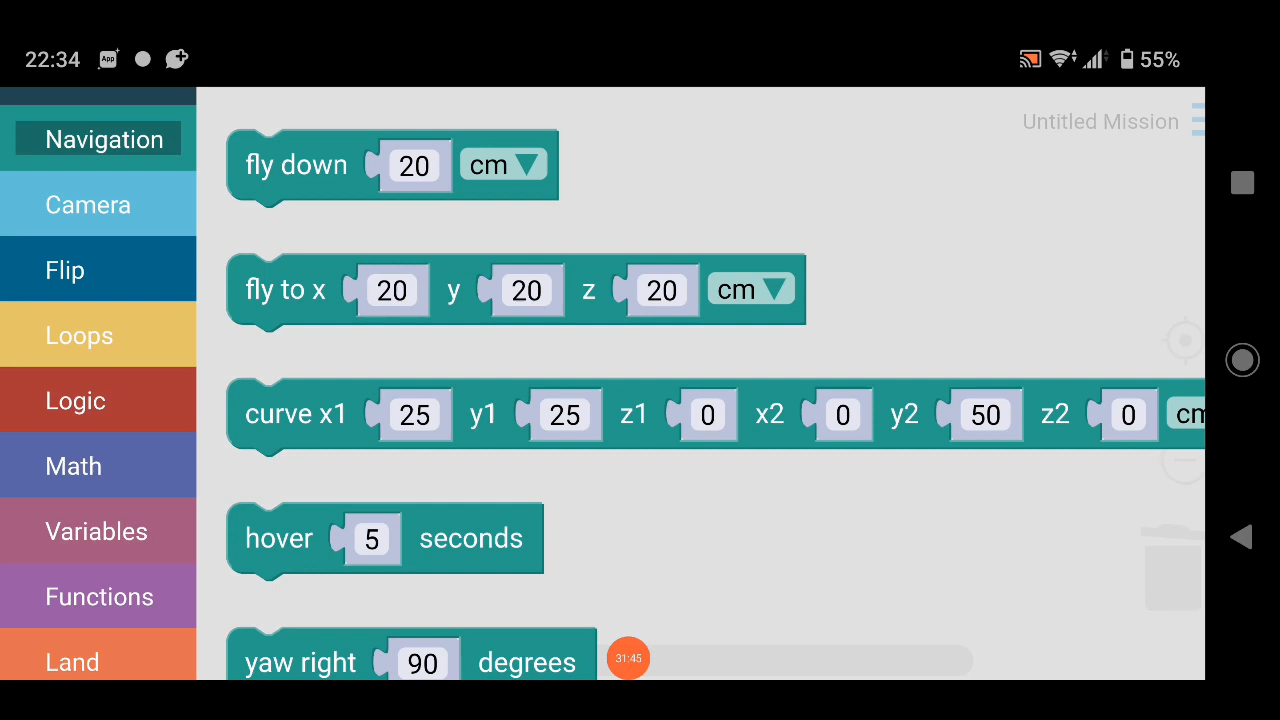 22:34 App 55%
Untitled Mission
Navigation
Camera
Flip
Loops
Logic
Math
Variables
Functions
Land
fly down 20 cm
fly to x 20 y 20 z 20 cm
curve x1 25 y1 25 z1 0 x2 0 y2 50 z2 0 cm
hover 5 seconds
yaw right 90 degrees
31:45